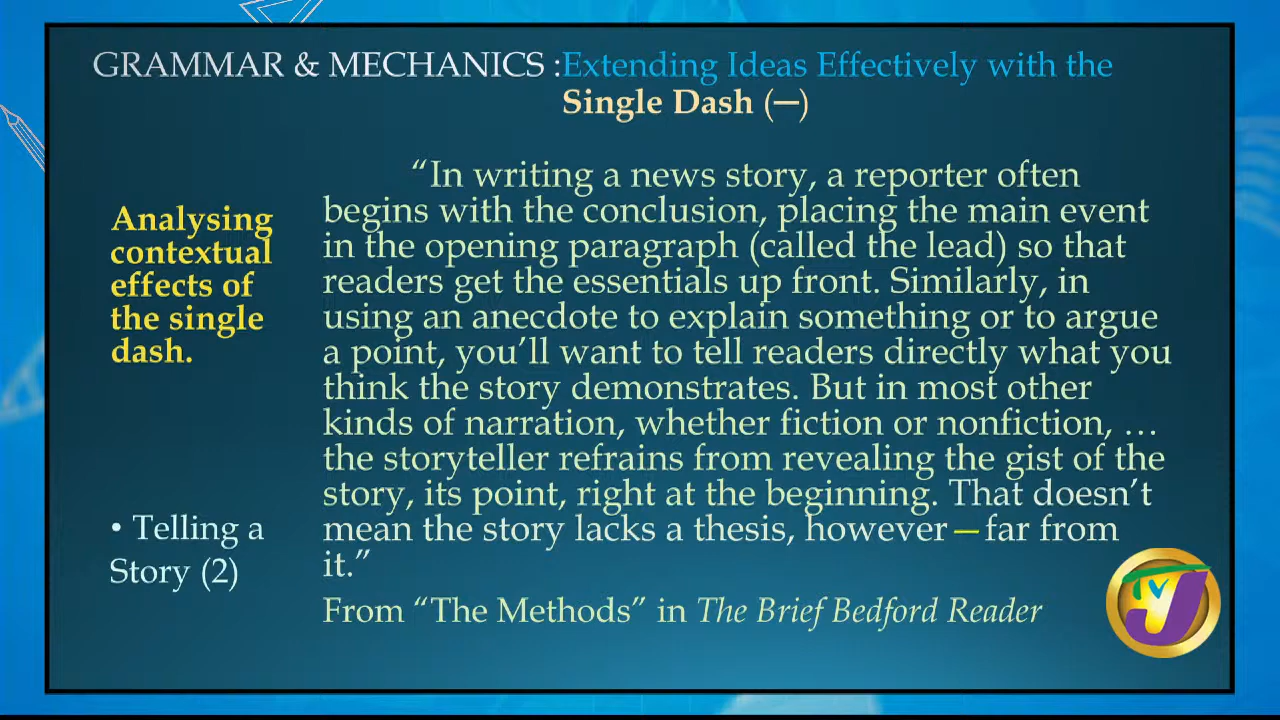 GRAMMAR & MECHANICS :Extending Ideas Effectively with the
Single Dash (—)
Analysing
contextual
effects of
the single
dash.
• Telling a
Story (2)
“In writing a news story, a reporter often
begins with the conclusion, placing the main event
in the opening paragraph (called the lead) so that
readers get the essentials up front. Similarly, in
using an anecdote to explain something or to argue
a point, you’ll want to tell readers directly what you
think the story demonstrates. But in most other
kinds of narration, whether fiction or nonfiction, …
the storyteller refrains from revealing the gist of the
story, its point, right at the beginning. That doesn’t
mean the story lacks a thesis, however—far from
it.”
From “The Methods” in The Brief Bedford Reader
TVJ